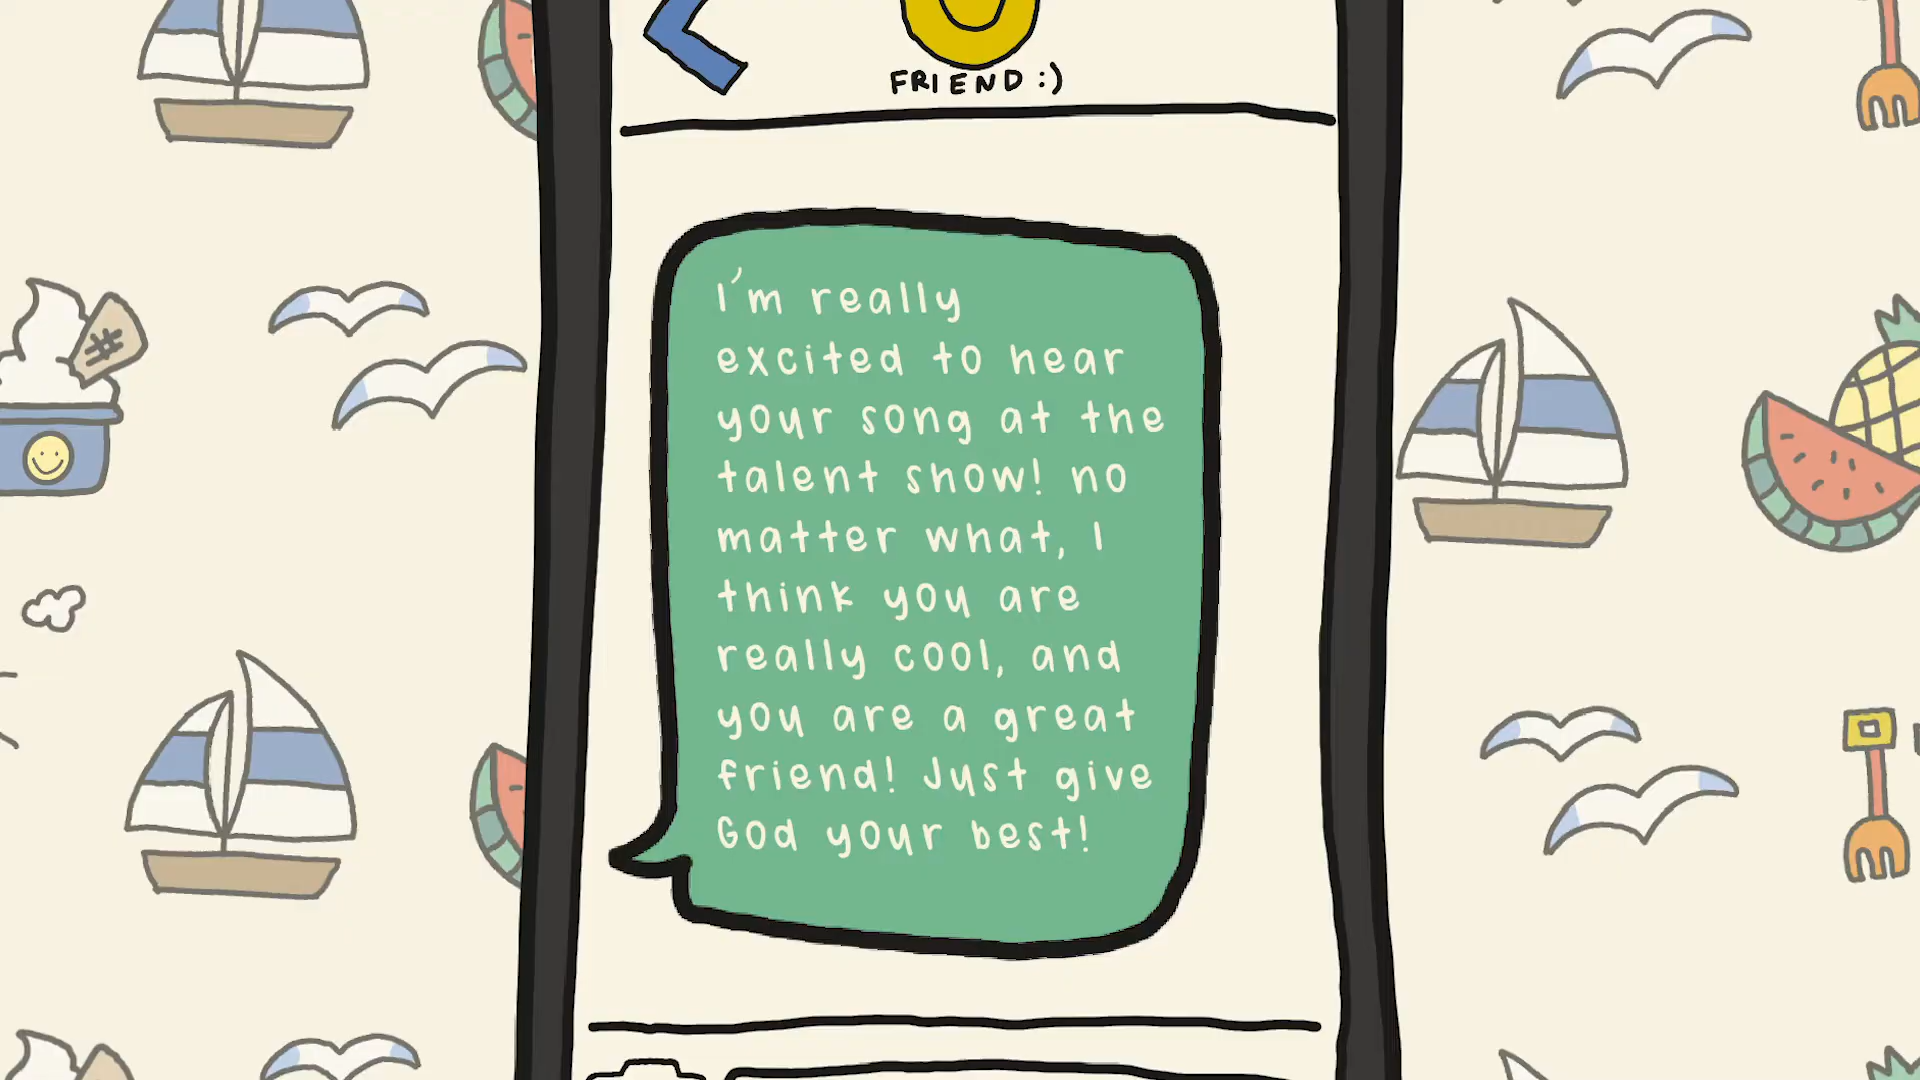 FRIEND :)
I'm really
excited to hear
your song at the
talent show! no
matter what, I
think you are
really cool, and
you are a great
friend! Just give
God your best!